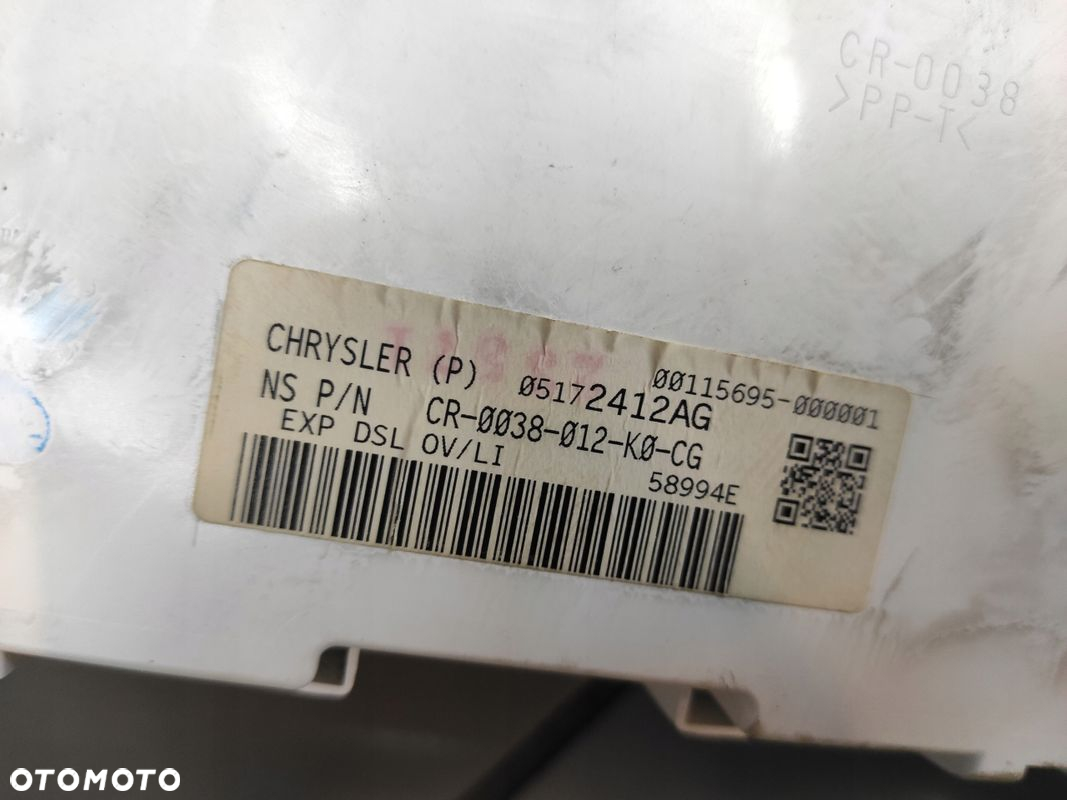 CR-0038
>PP-T<
CHRYSLER (P) 05172412AG 00115695-000001
NS P/N CR-0038-012-K0-CG
EXP DSL OV/LI 58994E
OTOMOTO